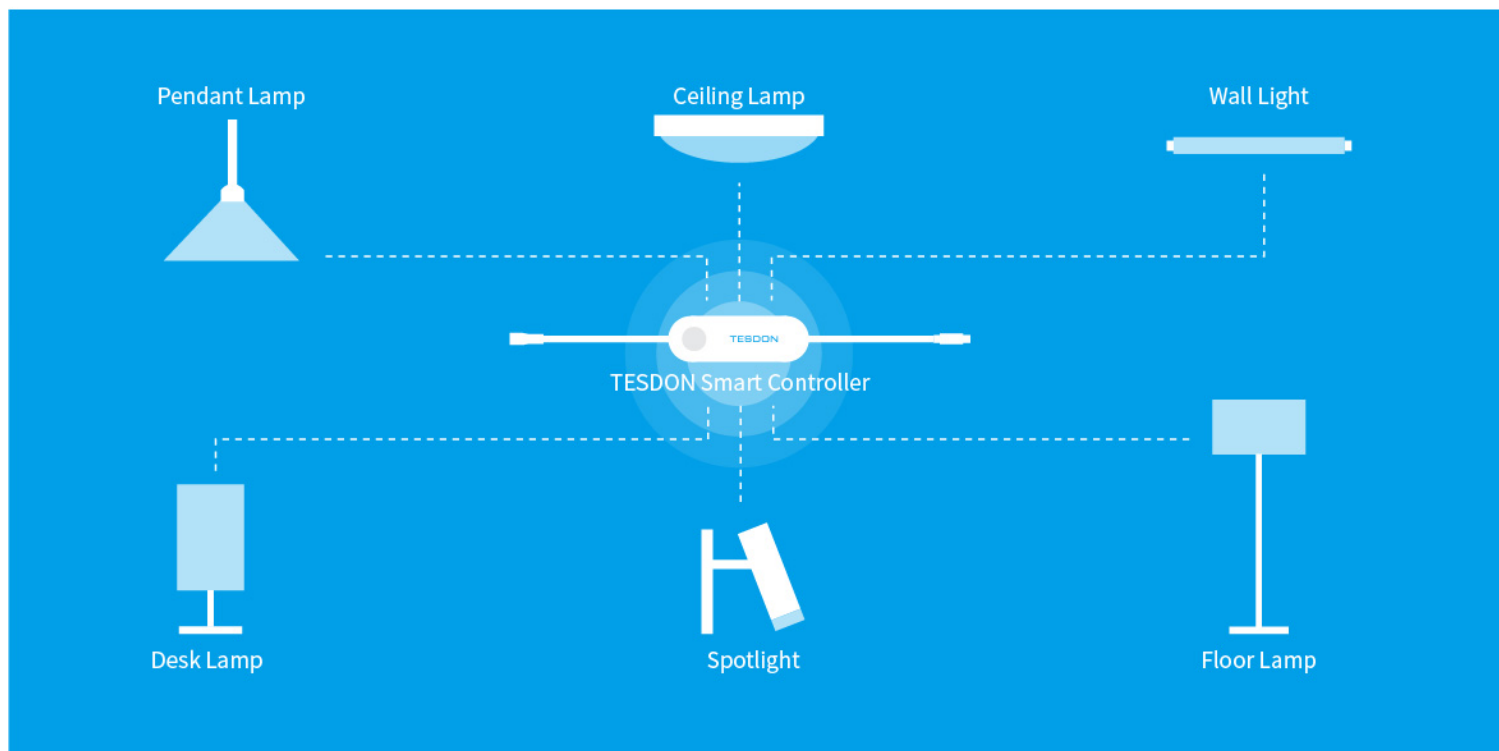 Pendant Lamp
Ceiling Lamp
Wall Light
TESDON
TESDON Smart Controller
Desk Lamp
Spotlight
Floor Lamp